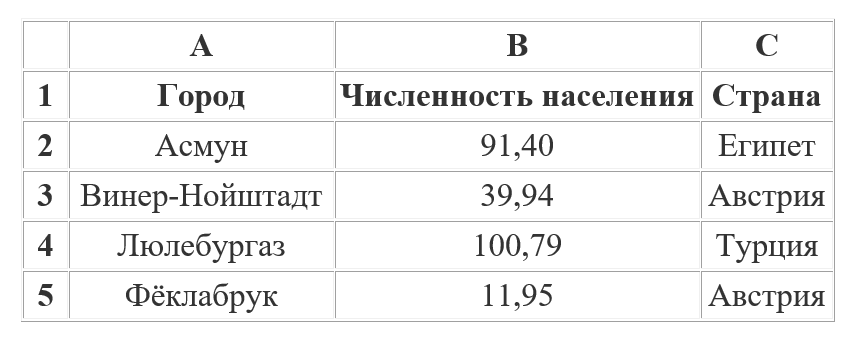 A B C
1 Город Численность населения Страна
2 Асмун 91,40 Египет
3 Винер-Нойштадт 39,94 Австрия
4 Люлебургаз 100,79 Турция
5 Фёклабрук 11,95 Австрия